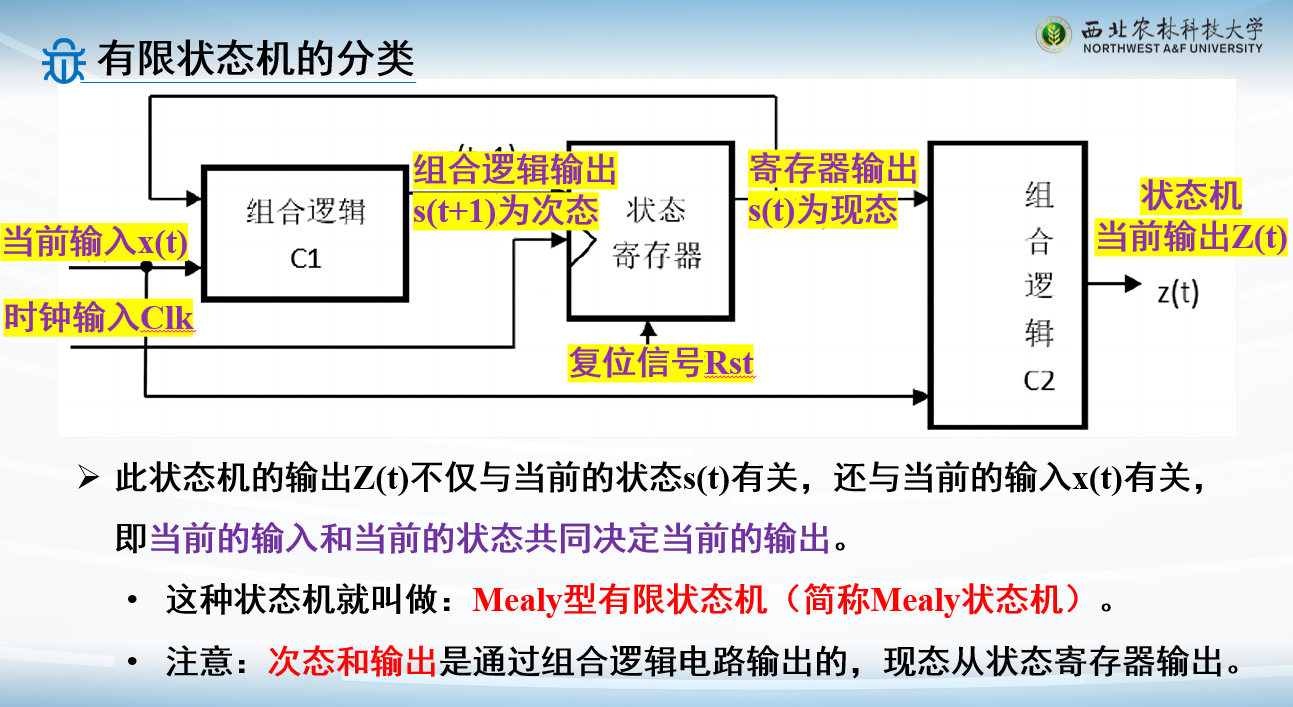 有限状态机的分类
西北农林科技大学
NORTHWEST A&F UNIVERSITY
组合逻辑输出
s(t+1)为次态
寄存器输出
s(t)为现态
状态机
当前输出Z(t)
当前输入x(t)
时钟输入Clk
组合逻辑
C1
状态
寄存器
复位信号Rst
组
合
逻
辑
C2
z(t)
➢ 此状态机的输出Z(t)不仅与当前的状态s(t)有关，还与当前的输入x(t)有关，
即当前的输入和当前的状态共同决定当前的输出。
• 这种状态机就叫做：Mealy型有限状态机（简称Mealy状态机）。
• 注意：次态和输出是通过组合逻辑电路输出的，现态从状态寄存器输出。